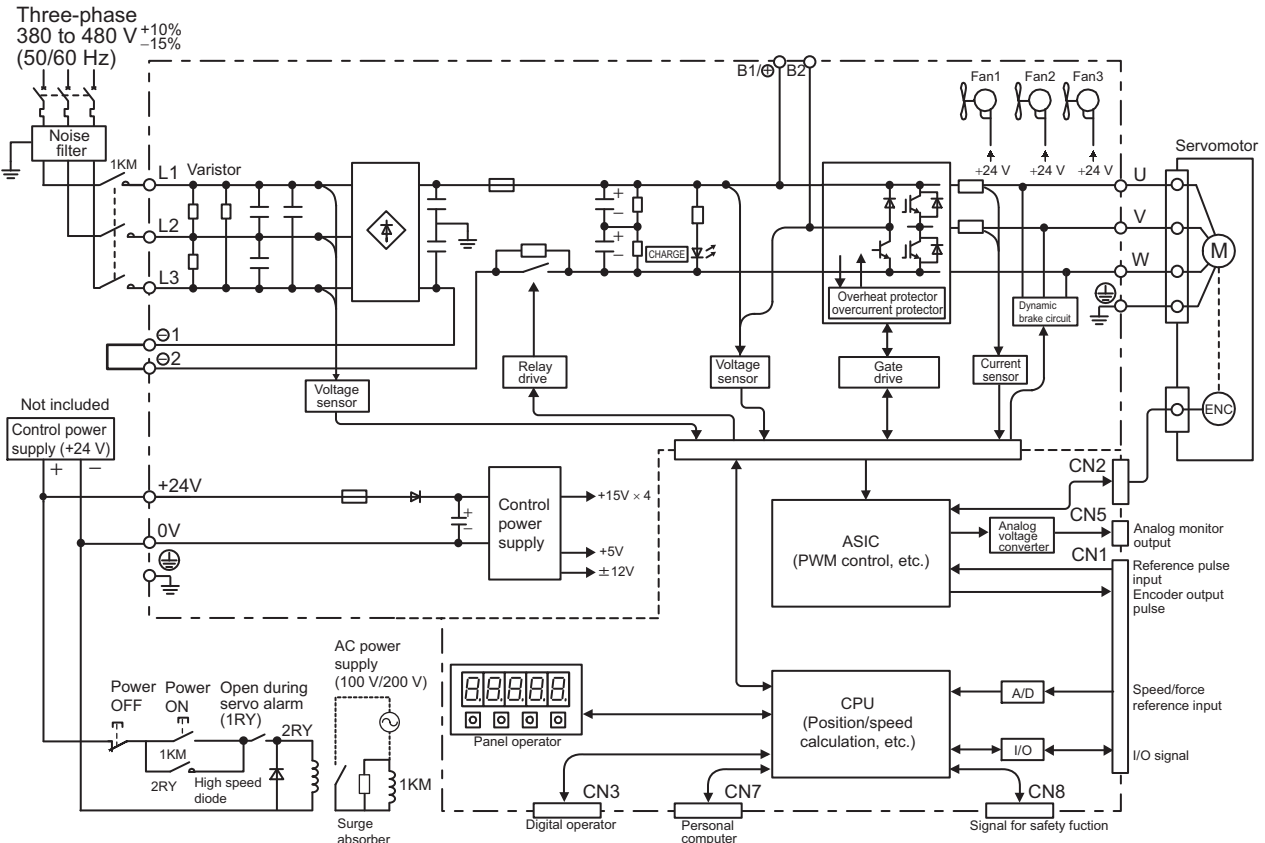 Three-phase
380 to 480 V +10%
−15%
(50/60 Hz)
B1/⊕ B2
Fan1 Fan2 Fan3
+24 V +24 V +24 V
Noise
filter
1KM
L1 Varistor
L2
L3
CHARGE
Overheat protector
overcurrent protector
U
V
W
Servomotor
M
ENC
Dynamic
brake circuit
⊖1
⊖2
Voltage
sensor
Relay
drive
Voltage
sensor
Gate
drive
Current
sensor
Not included
Control power
supply (+24 V)
+ −
+24V
0V
Control
power
supply
+15V × 4
+5V
±12V
+
−
+
−
+
−
ASIC
(PWM control, etc.)
Analog
voltage
converter
CN2
CN5
Analog monitor
output
CN1
Reference pulse
input
Encoder output
pulse
AC power
supply
(100 V/200 V)
Power
OFF
Power
ON
Open during
servo alarm
(1RY)
2RY
1KM
2RY
High speed
diode
1KM
Surge
absorber
8.8.8.8.8.
Panel operator
CPU
(Position/speed
calculation, etc.)
A/D
Speed/force
reference input
I/O
I/O signal
CN3
Digital operator
CN7
Personal
computer
CN8
Signal for safety fuction